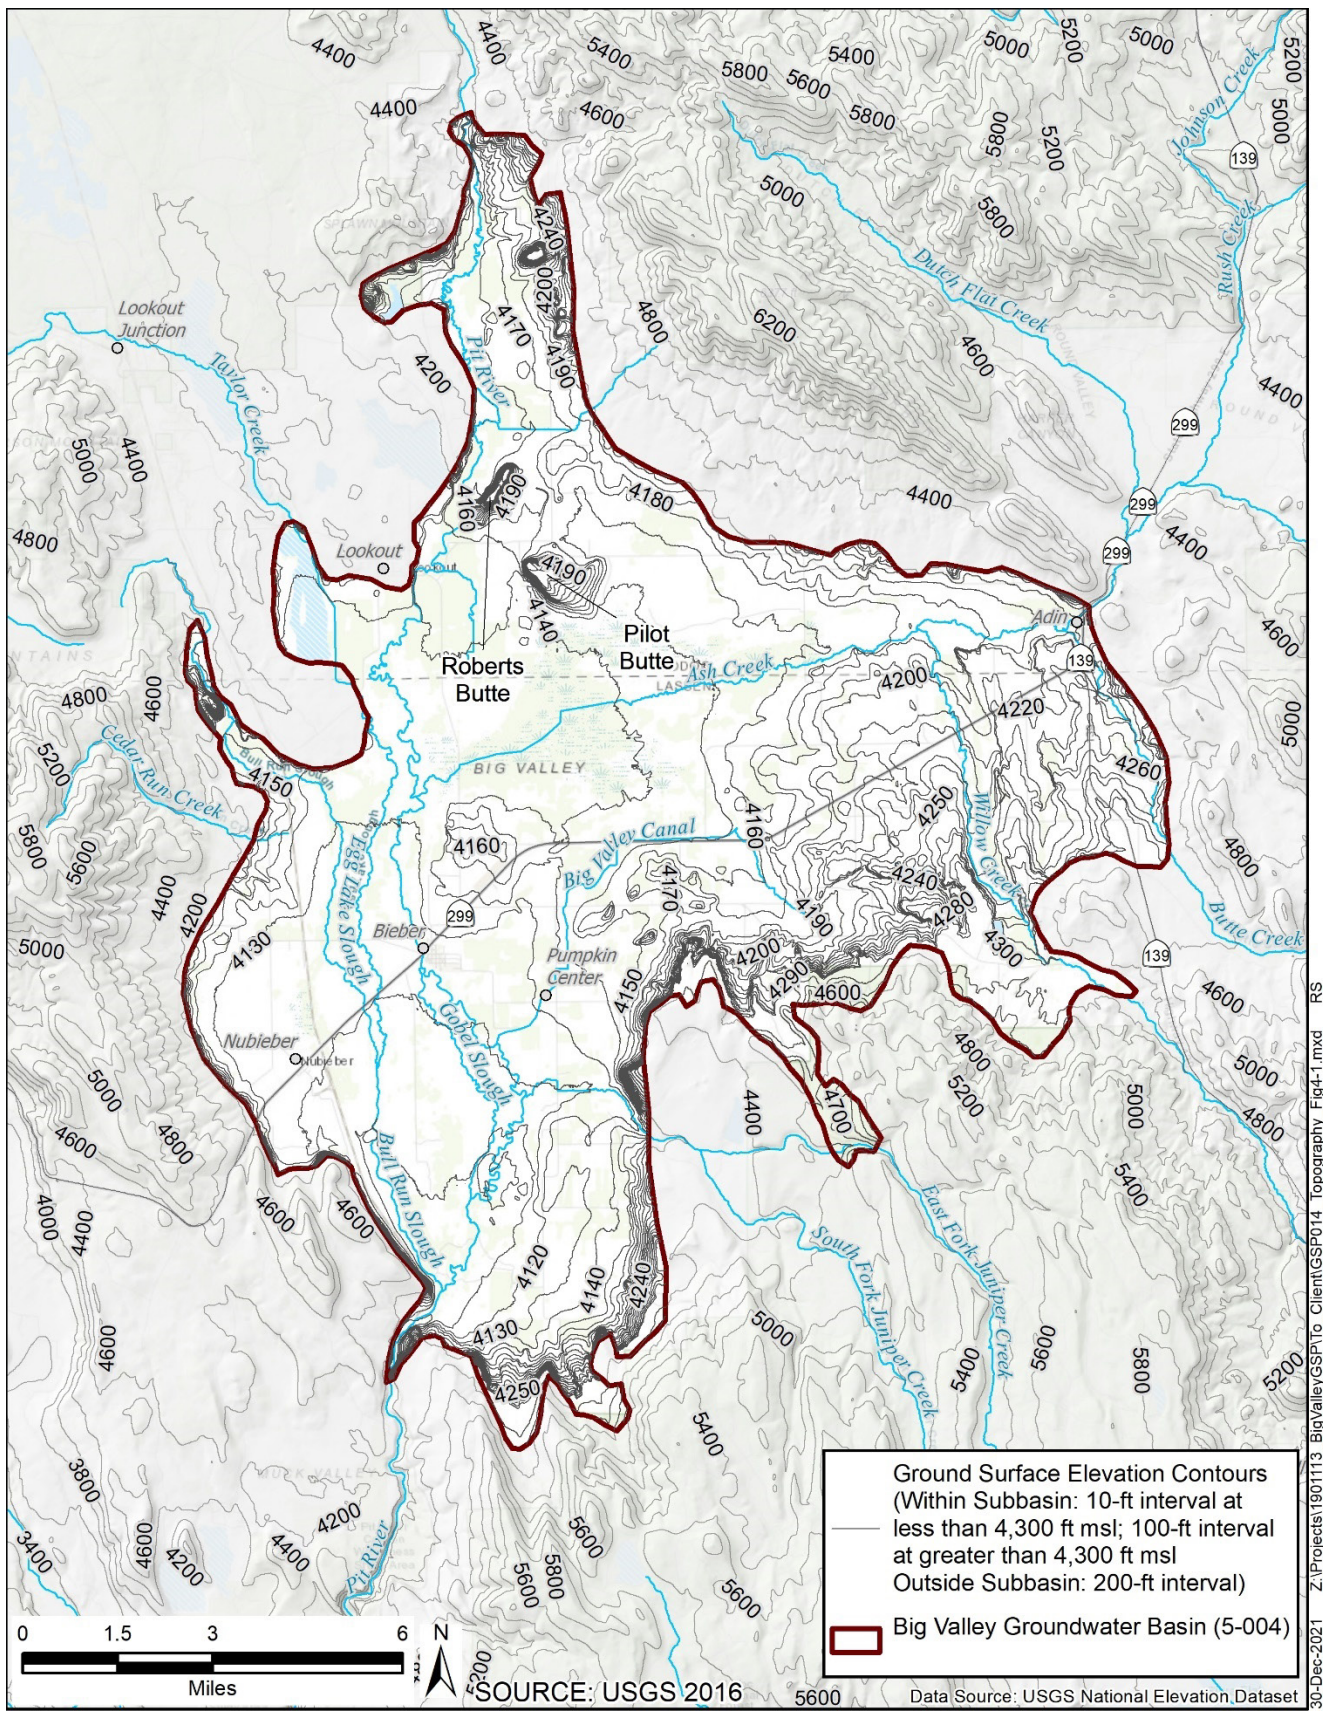 4400
4400
5400
5400
5000
5200
5000
5200
5800
5600
5800
4400
4600
5800
5200
5000
Johnson Creek
139
5000
5800
4240
4200
Dutch Flat Creek
Rush Creek
Lookout
Junction
4170
4190
4800
6200
4600
Taylor Creek
4200
Pit River
4400
299
5000
4400
4160
4190
4180
4400
299
4800
Lookout
4190
299
4400
4140
Pilot
Butte
Adin
4600
NTAINS
Roberts
Butte
LASSEN
Ash Creek
139
4800
4600
4200
4220
5000
5200
Cedar Run Creek
BIG VALLEY
4150
4260
5800
5600
4160
4160
Big Valley Canal
4250
Willow Creek
4800
4400
4200
Egg Lake Slough
4170
4240
4280
4190
Butte Creek
5000
4130
299
Bieber
Pumpkin
Center
4200
4300
139
4150
4290
4600
4600
Nubieber
Nubieber
Gobel Slough
4800
5000
5000
5200
5000
4600
4800
4400
4700
4800
Bull Run Slough
5400
4000
4400
4600
4600
East Fork Juniper Creek
South Fork Juniper Creek
4120
4140
4240
4600
4130
5000
5400
5600
5800
5200
4250
5400
3800
MUCK VALLEY
4200
4400
4600
4200
3400
Pit River
5600
5600
5800
5600
5200
5600
Ground Surface Elevation Contours
(Within Subbasin: 10-ft interval at
less than 4,300 ft msl; 100-ft interval
at greater than 4,300 ft msl
Outside Subbasin: 200-ft interval)
Big Valley Groundwater Basin (5-004)
0 1.5 3 6
Miles
N
SOURCE: USGS 2016
Data Source: USGS National Elevation Dataset
30-Dec-2021 Z:\Projects\1901113_BigValleyGSP\To Client\GSP014_Topography_Fig4-1.mxd RS